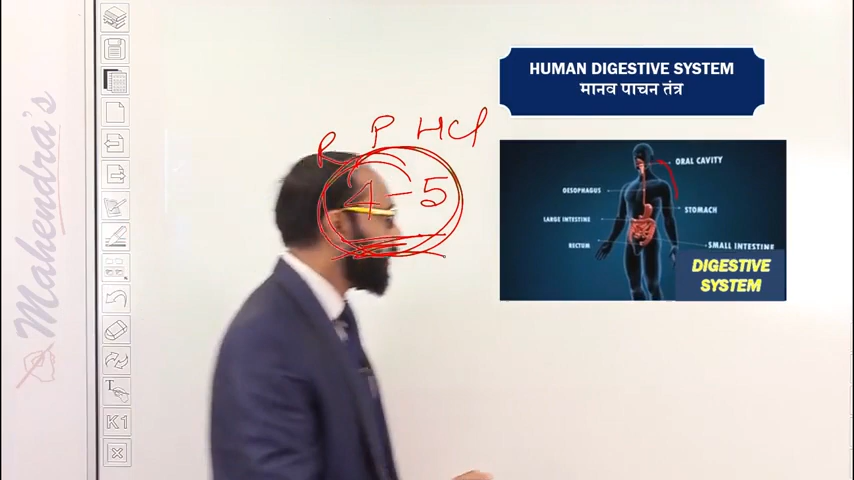 Mahendra's
HUMAN DIGESTIVE SYSTEM
मानव पाचन तंत्र
R P HCl
4-5
ORAL CAVITY
OESOPHAGUS
STOMACH
LARGE INTESTINE
RECTUM
SMALL INTESTINE
DIGESTIVE
SYSTEM
T
K1